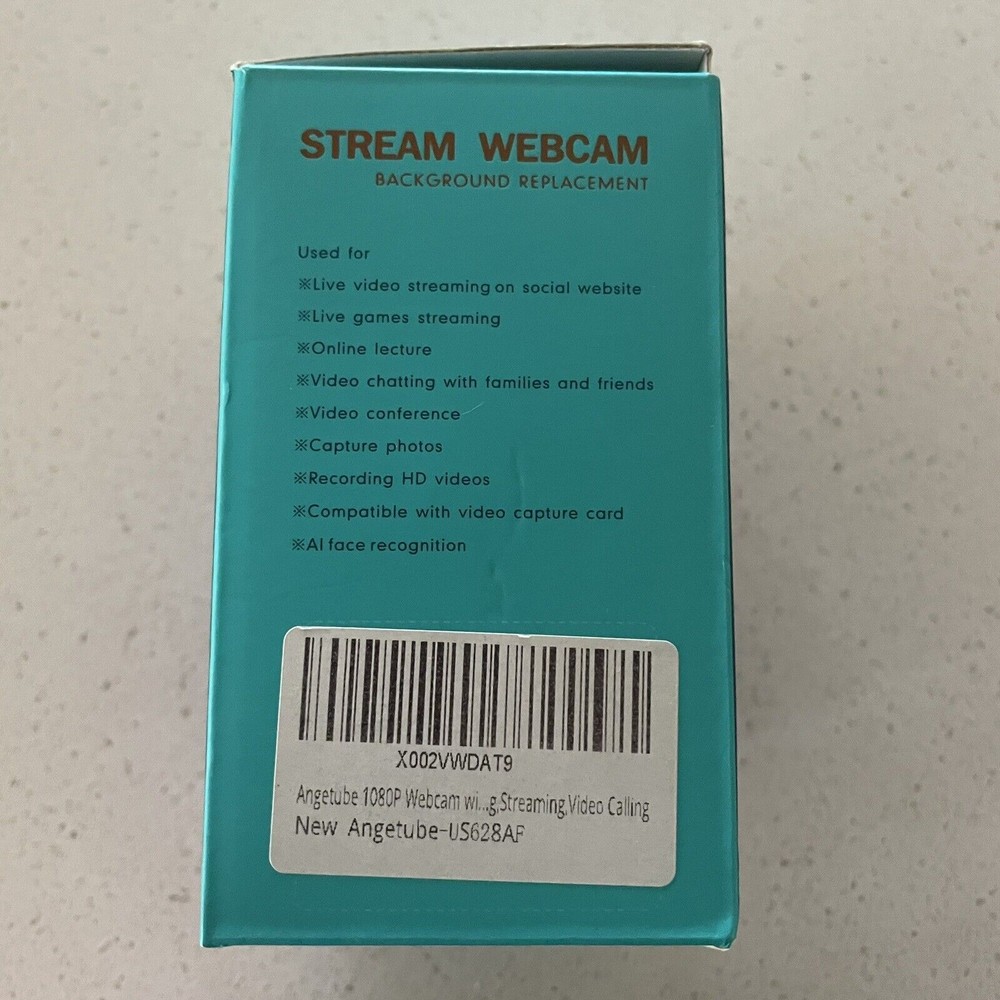 STREAM WEBCAM
BACKGROUND REPLACEMENT
Used for
※Live video streaming on social website
※Live games streaming
※Online lecture
※Video chatting with families and friends
※Video conference
※Capture photos
※Recording HD videos
※Compatible with video capture card
※AI face recognition
X002VWDAT9
Angetube 1080P Webcam wi...g,Streaming,Video Calling
New Angetube-US628AF